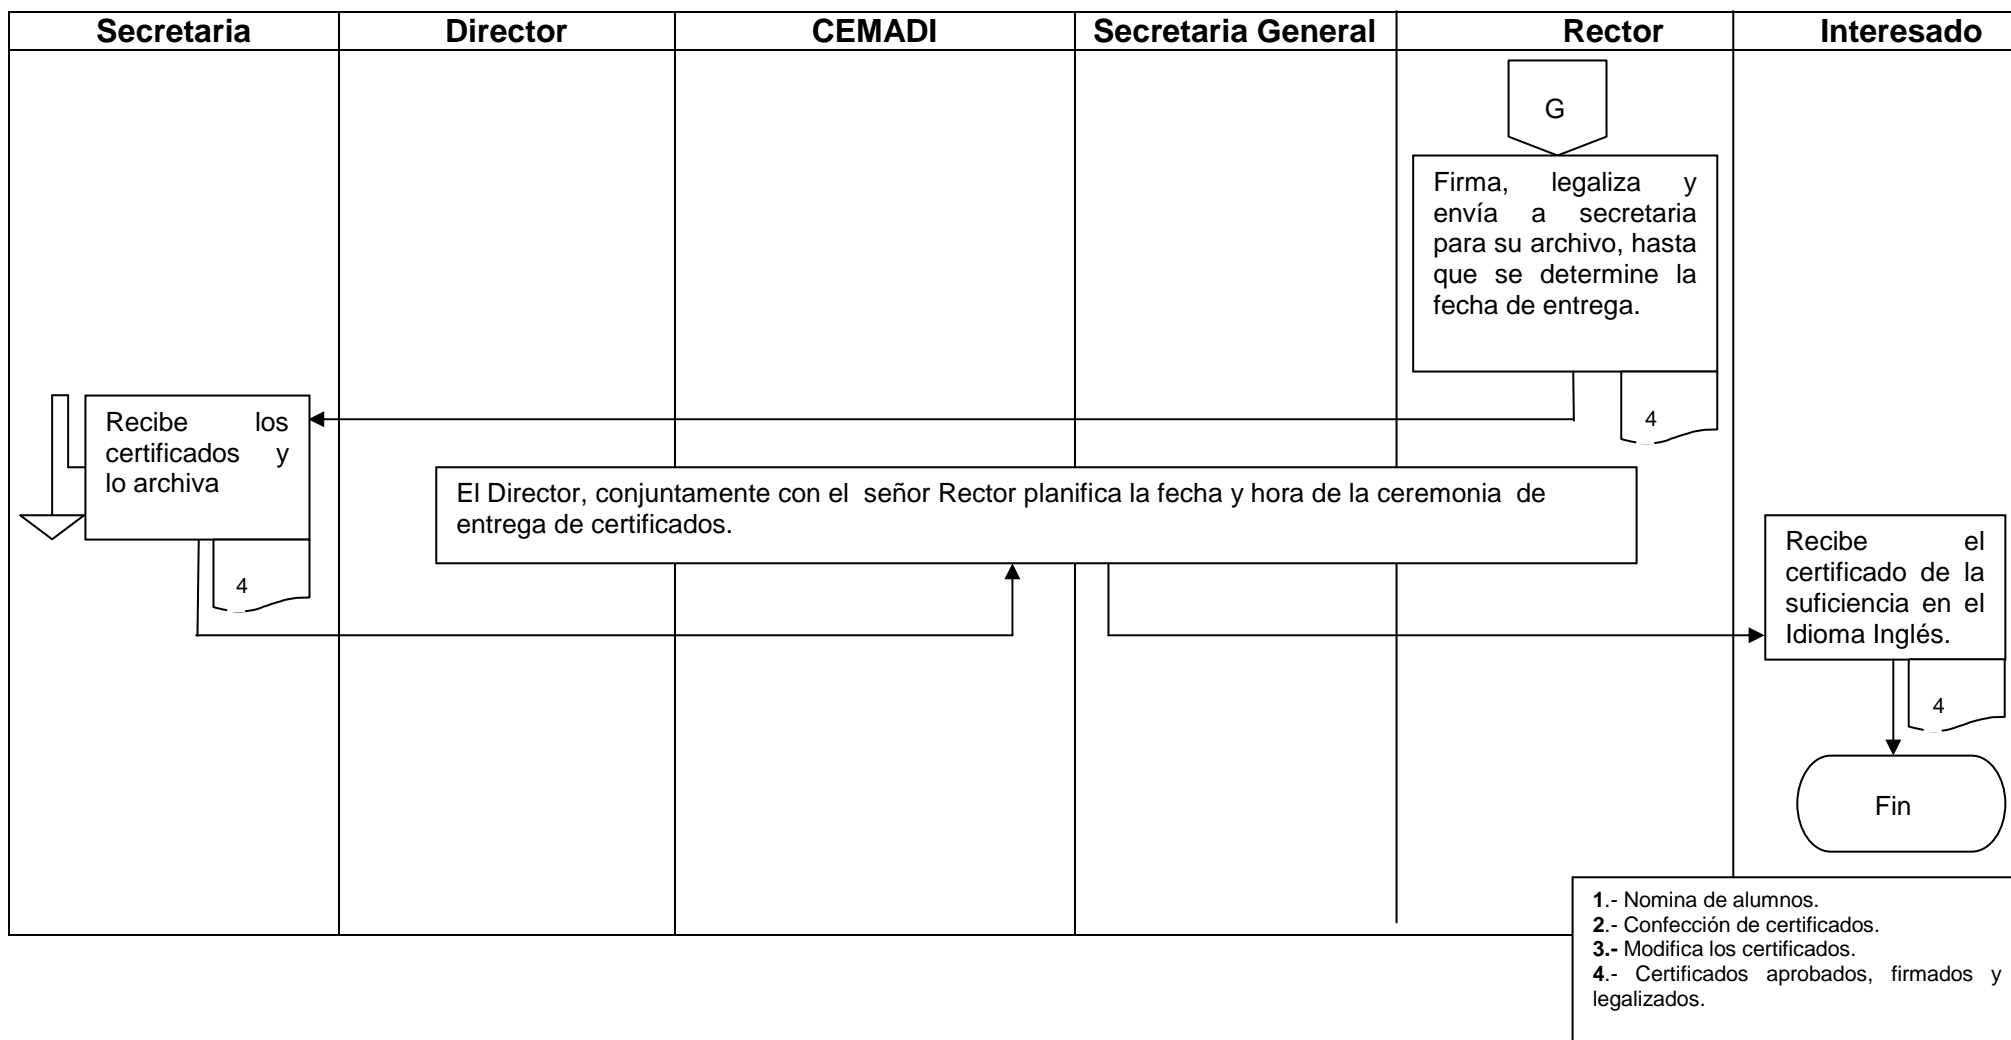 Secretaria
Director
CEMADI
Secretaria General
Rector
Interesado
G
Firma, legaliza y
envía a secretaria
para su archivo, hasta
que se determine la
fecha de entrega.
4
Recibe los
certificados y
lo archiva
4
El Director, conjuntamente con el señor Rector planifica la fecha y hora de la ceremonia de
entrega de certificados.
Recibe el
certificado de la
suficiencia en el
Idioma Inglés.
4
Fin
1.- Nomina de alumnos.
2.- Confección de certificados.
3.- Modifica los certificados.
4.- Certificados aprobados, firmados y
legalizados.